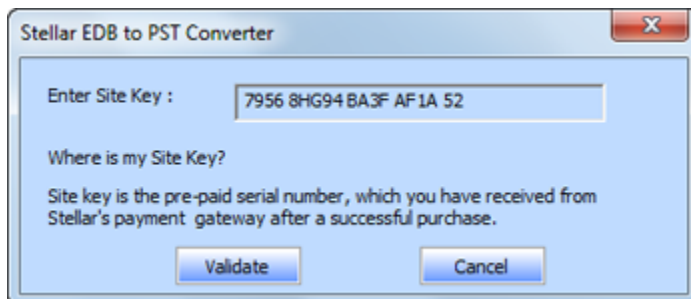 Stellar EDB to PST Converter
Enter Site Key : 7956 8HG94 BA3F AF1A 52
Where is my Site Key?
Site key is the pre-paid serial number, which you have received from
Stellar's payment gateway after a successful purchase.
Validate Cancel